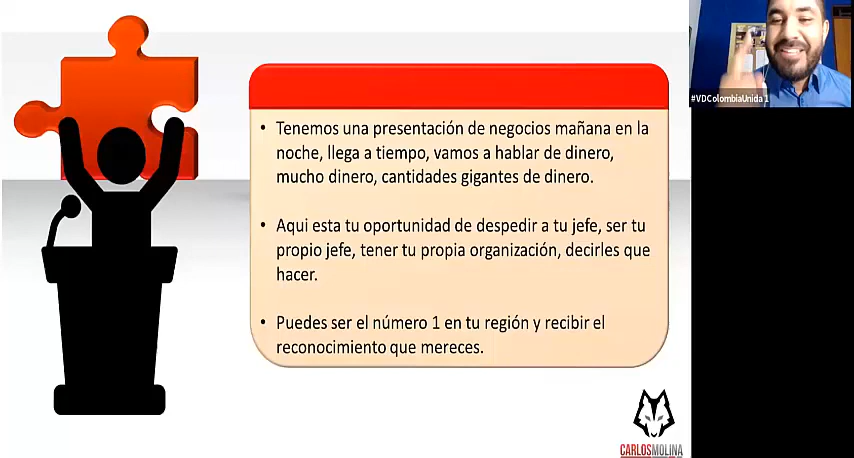 #VDColombiaUnida 1
• Tenemos una presentación de negocios mañana en la
noche, llega a tiempo, vamos a hablar de dinero,
mucho dinero, cantidades gigantes de dinero.
• Aqui esta tu oportunidad de despedir a tu jefe, ser tu
propio jefe, tener tu propia organización, decirles que
hacer.
• Puedes ser el número 1 en tu región y recibir el
reconocimiento que mereces.
CARLOSMOLINA